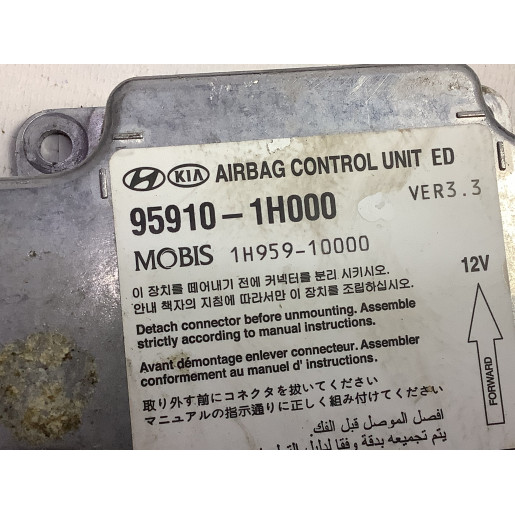 HYUNDAI KIA AIRBAG CONTROL UNIT ED
95910-1H000
VER3.3
MOBIS 1H959-10000
이 장치를 떼어내기 전에 커넥터를 분리 시키시오.
안내 책자의 지침에 따라서만 이 장치를 조립하십시오.
12V
Detach connector before unmounting. Assemble
strictly according to manual instructions.
Avant démontage enlever connecteur. Assembler
conformement au manuel d' instructions.
FORWARD
取り外す前にコネクタを抜いてください
マニュアルの指示通りに正しく組み付けてください
افصل الموصل قبل الفك.
يتم تجميعه بدقة وفقا لدليل